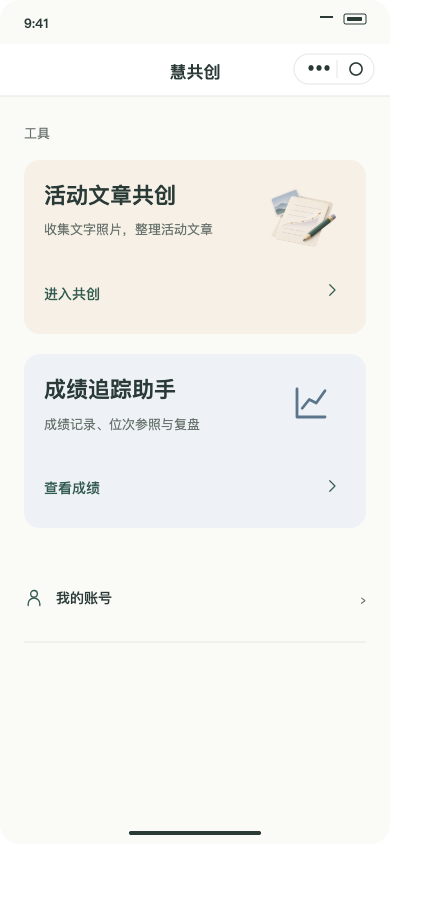 9:41
慧共创
工具
活动文章共创
收集文字照片，整理活动文章
进入共创
成绩追踪助手
成绩记录、位次参照与复盘
查看成绩
我的账号